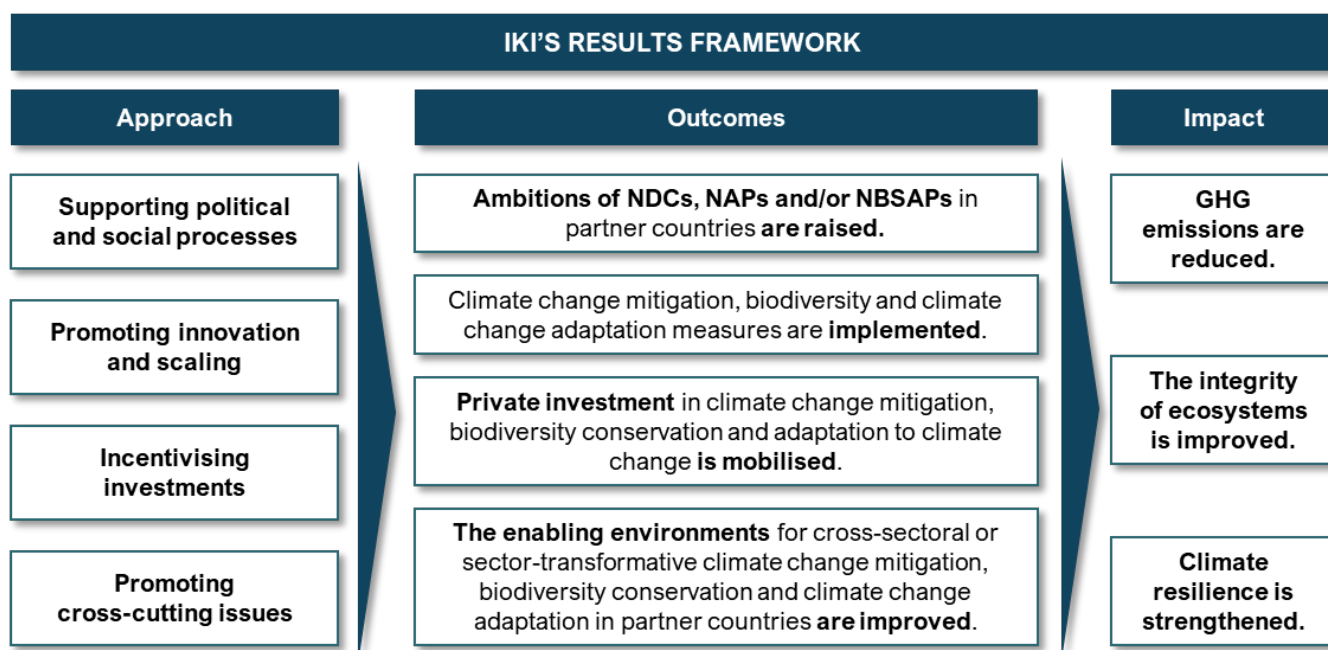 IKI'S RESULTS FRAMEWORK
Approach
Supporting political
and social processes
Promoting innovation
and scaling
Incentivising
investments
Promoting
cross-cutting issues
Outcomes
Ambitions of NDCs, NAPs and/or NBSAPs in
partner countries are raised.
Climate change mitigation, biodiversity and climate
change adaptation measures are implemented.
Private investment in climate change mitigation,
biodiversity conservation and adaptation to climate
change is mobilised.
The enabling environments for cross-sectoral or
sector-transformative climate change mitigation,
biodiversity conservation and climate change
adaptation in partner countries are improved.
Impact
GHG
emissions are
reduced.
The integrity
of ecosystems
is improved.
Climate
resilience is
strengthened.